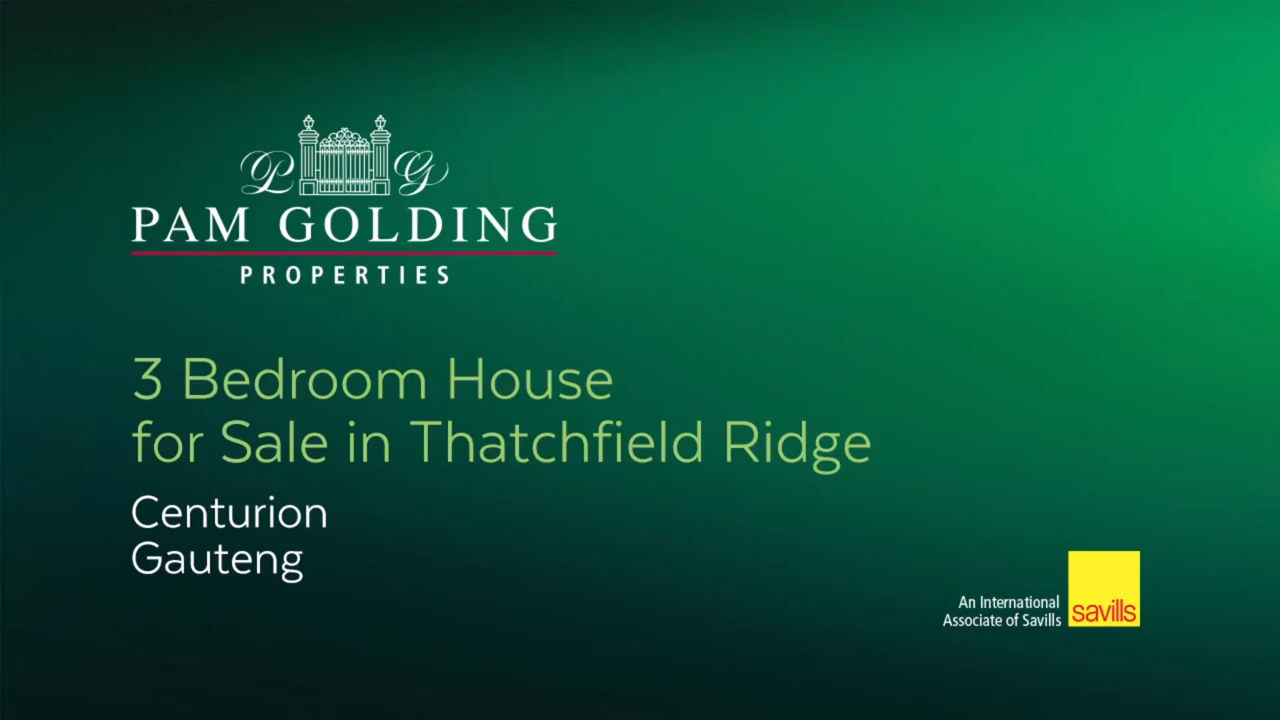 P G
PAM GOLDING
PROPERTIES
3 Bedroom House
for Sale in Thatchfield Ridge
Centurion
Gauteng
An International
Associate of Savills
savills